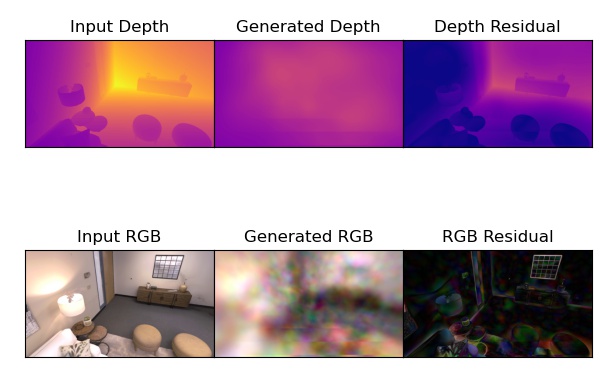 Input Depth
Generated Depth
Depth Residual
Input RGB
Generated RGB
RGB Residual